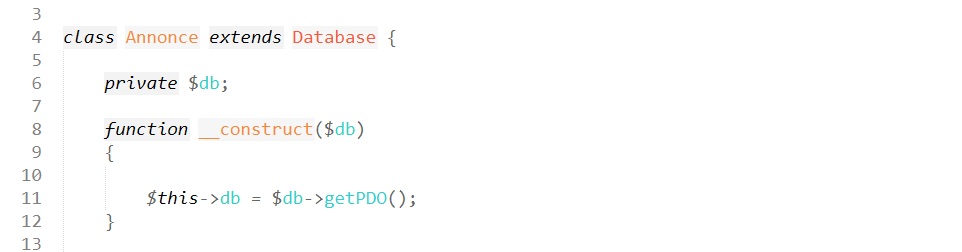 3
4 class Annonce extends Database {
5
6 private $db;
7
8 function __construct($db)
9 {
10
11 $this->db = $db->getPDO();
12 }
13